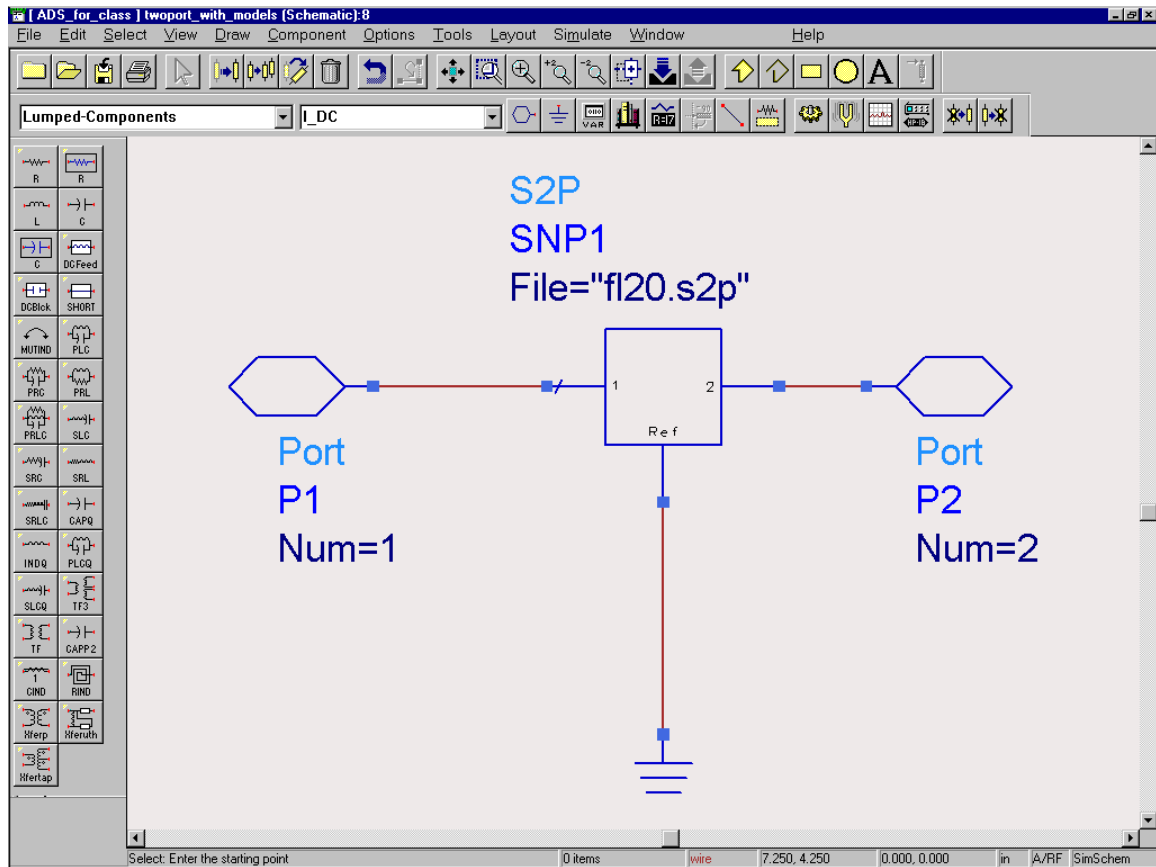 [ ADS_for_class ] twoport_with_models (Schematic):8
File Edit Select View Draw Component Options Tools Layout Simulate Window Help
+2 -2 A
Lumped-Components I_DC VAR
R R
L C
C DCFeed
DCBlok SHORT
MUTIND PLC
PRC PRL
PRLC SLC
SRC SRL
SRLC CAPQ
INDQ PLCQ
SLCQ TF3
TF CAPP2
1
CIND RIND
Xferp Xferuth
Xfertap
S2P
SNP1
File="fl20.s2p"
1 2
Ref
Port
P1
Num=1
Port
P2
Num=2
Select: Enter the starting point 0 items wire 7.250, 4.250 0.000, 0.000 in A/RF SimSchem